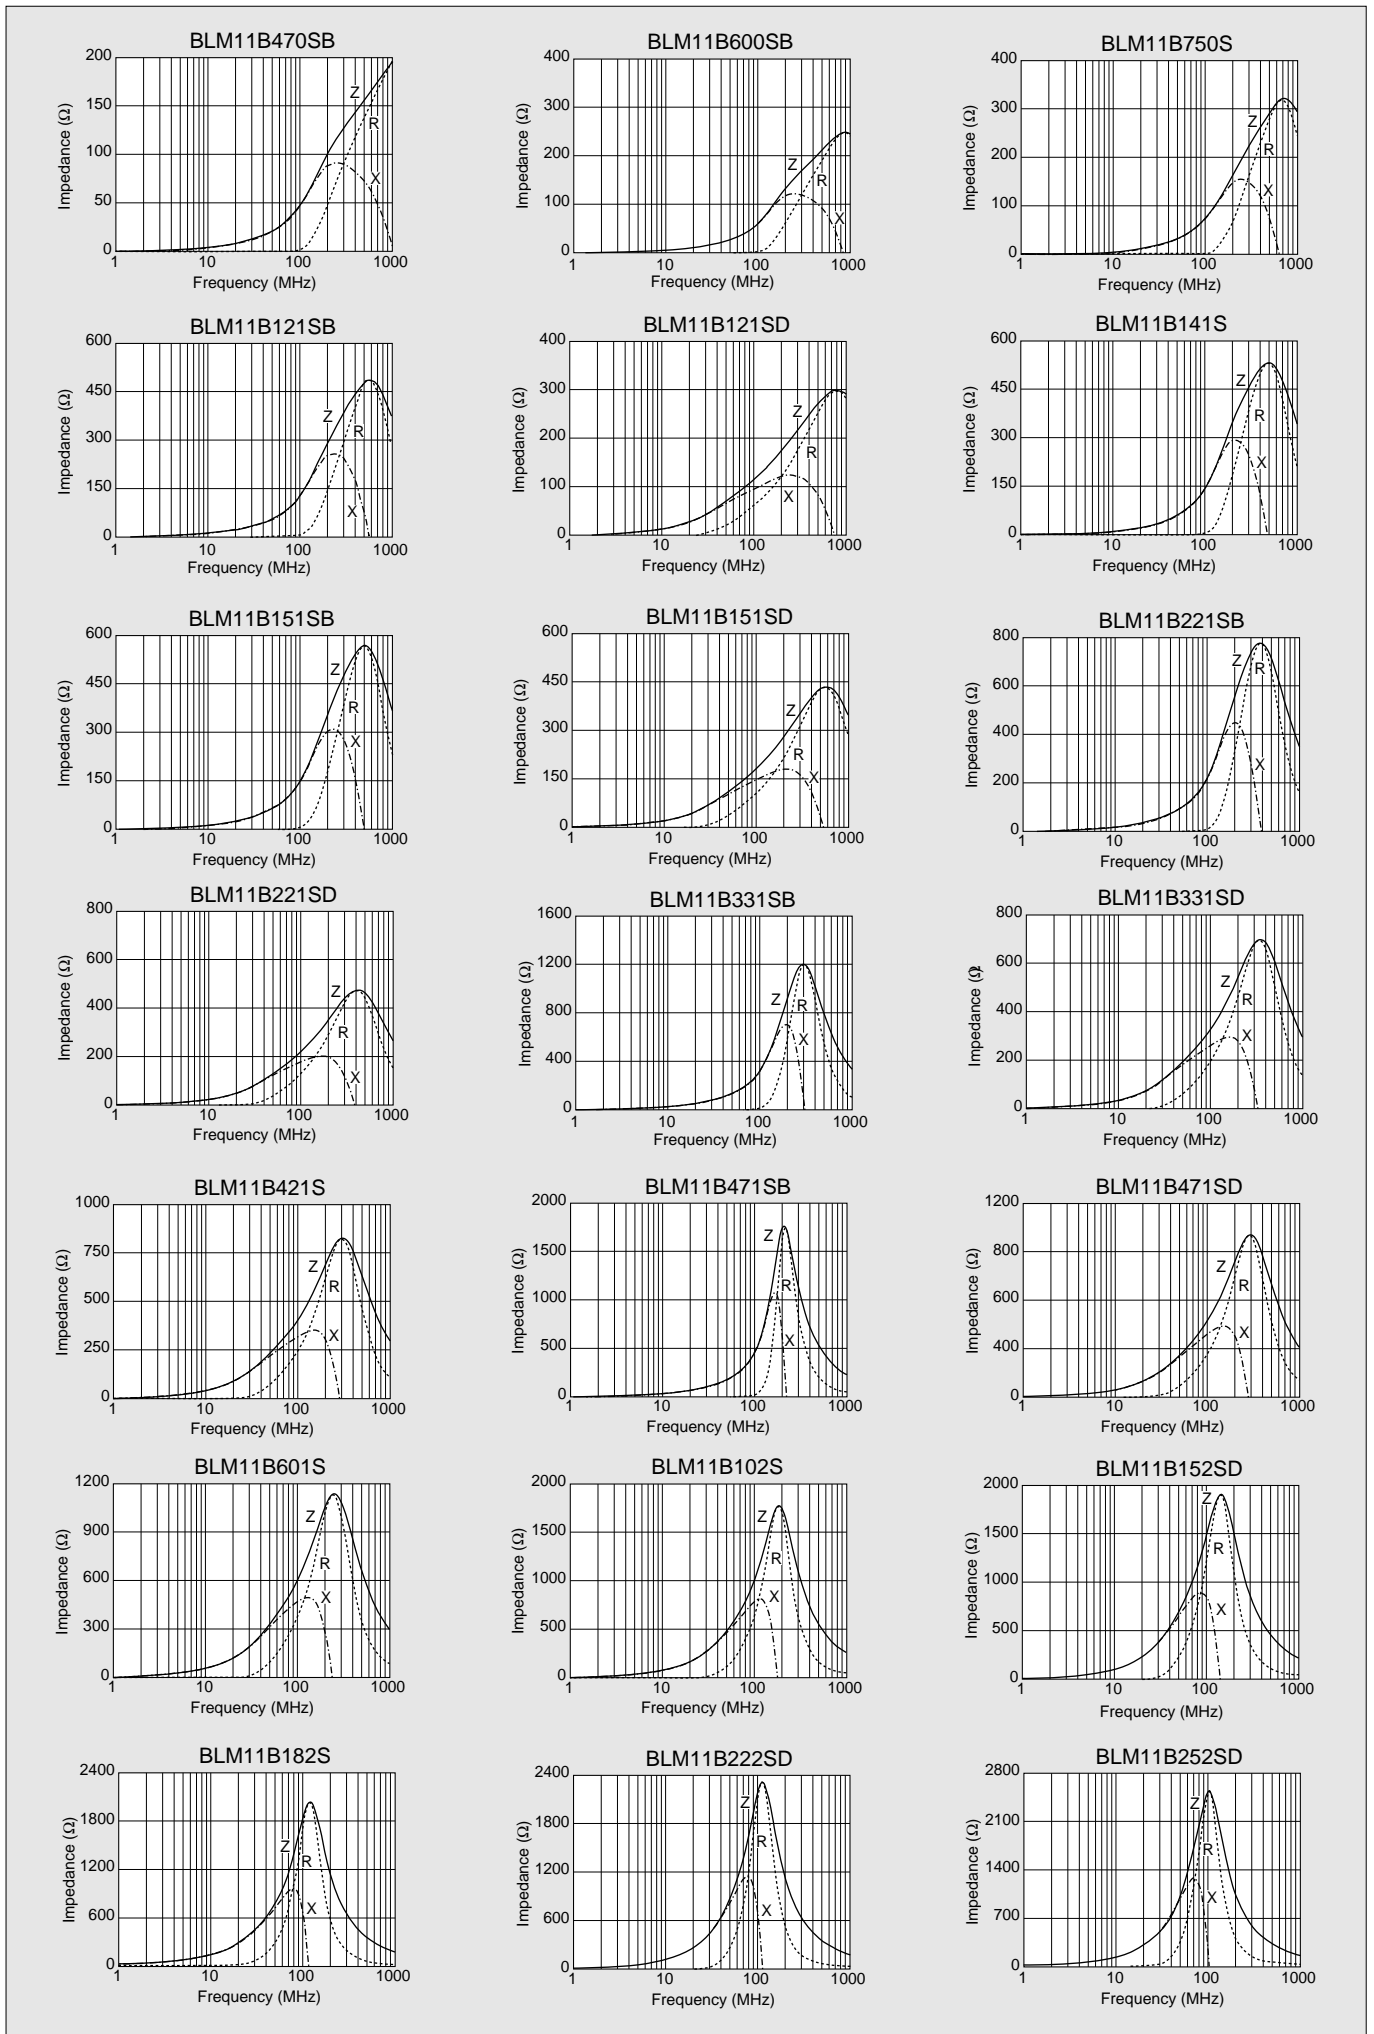 BLM11B470SB
Impedance (Ω)
200
150
100
50
0
Z
R
X
1 10 100 1000
Frequency (MHz)
BLM11B600SB
Impedance (Ω)
400
300
200
100
0
Z
R
X
1 10 100 1000
Frequency (MHz)
BLM11B750S
Impedance (Ω)
400
300
200
100
0
Z
R
X
1 10 100 1000
Frequency (MHz)
BLM11B121SB
Impedance (Ω)
600
450
300
150
0
Z
R
X
1 10 100 1000
Frequency (MHz)
BLM11B121SD
Impedance (Ω)
400
300
200
100
0
Z
R
X
1 10 100 1000
Frequency (MHz)
BLM11B141S
Impedance (Ω)
600
450
300
150
0
Z
R
X
1 10 100 1000
Frequency (MHz)
BLM11B151SB
Impedance (Ω)
600
450
300
150
0
Z
R
X
1 10 100 1000
Frequency (MHz)
BLM11B151SD
Impedance (Ω)
600
450
300
150
0
Z
R
X
1 10 100 1000
Frequency (MHz)
BLM11B221SB
Impedance (Ω)
800
600
400
200
0
Z
R
X
1 10 100 1000
Frequency (MHz)
BLM11B221SD
Impedance (Ω)
800
600
400
200
0
Z
R
X
1 10 100 1000
Frequency (MHz)
BLM11B331SB
Impedance (Ω)
1600
1200
800
400
0
Z
R
X
1 10 100 1000
Frequency (MHz)
BLM11B331SD
Impedance (Ω)
800
600
400
200
0
Z
R
X
1 10 100 1000
Frequency (MHz)
BLM11B421S
Impedance (Ω)
1000
750
500
250
0
Z
R
X
1 10 100 1000
Frequency (MHz)
BLM11B471SB
Impedance (Ω)
2000
1500
1000
500
0
Z
R
X
1 10 100 1000
Frequency (MHz)
BLM11B471SD
Impedance (Ω)
1200
800
600
400
0
Z
R
X
1 10 100 1000
Frequency (MHz)
BLM11B601S
Impedance (Ω)
1200
900
600
300
0
Z
R
X
1 10 100 1000
Frequency (MHz)
BLM11B102S
Impedance (Ω)
2000
1500
1000
500
0
Z
R
X
1 10 100 1000
Frequency (MHz)
BLM11B152SD
Impedance (Ω)
2000
1500
1000
500
0
Z
R
X
1 10 100 1000
Frequency (MHz)
BLM11B182S
Impedance (Ω)
2400
1800
1200
600
0
Z
R
X
1 10 100 1000
Frequency (MHz)
BLM11B222SD
Impedance (Ω)
2400
1800
1200
600
0
Z
R
X
1 10 100 1000
Frequency (MHz)
BLM11B252SD
Impedance (Ω)
2800
2100
1400
700
0
Z
R
X
1 10 100 1000
Frequency (MHz)